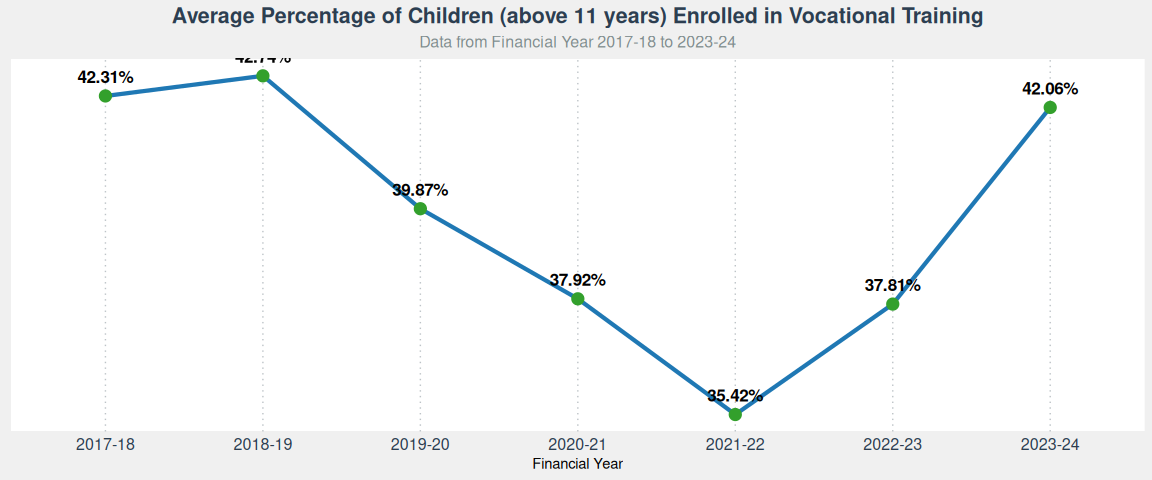 Average Percentage of Children (above 11 years) Enrolled in Vocational Training
Data from Financial Year 2017-18 to 2023-24
42.31%
42.74%
39.87%
37.92%
35.42%
37.81%
42.06%
2017-18 2018-19 2019-20 2020-21 2021-22 2022-23 2023-24
Financial Year